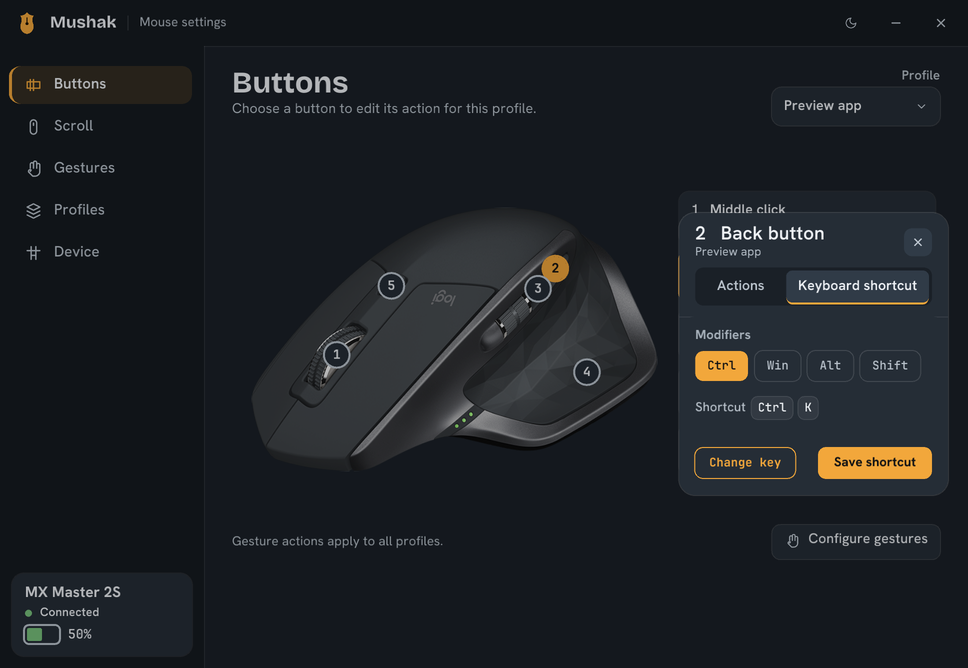 Mushak
Mouse settings
Buttons
Scroll
Gestures
Profiles
Device
MX Master 2S
Connected
50%
Buttons
Choose a button to edit its action for this profile.
Profile
Preview app
logi
5
1
2
3
4
1 Middle click
2 Back button
Preview app
Actions
Keyboard shortcut
Modifiers
Ctrl
Win
Alt
Shift
Shortcut Ctrl K
Change key
Save shortcut
Gesture actions apply to all profiles.
Configure gestures